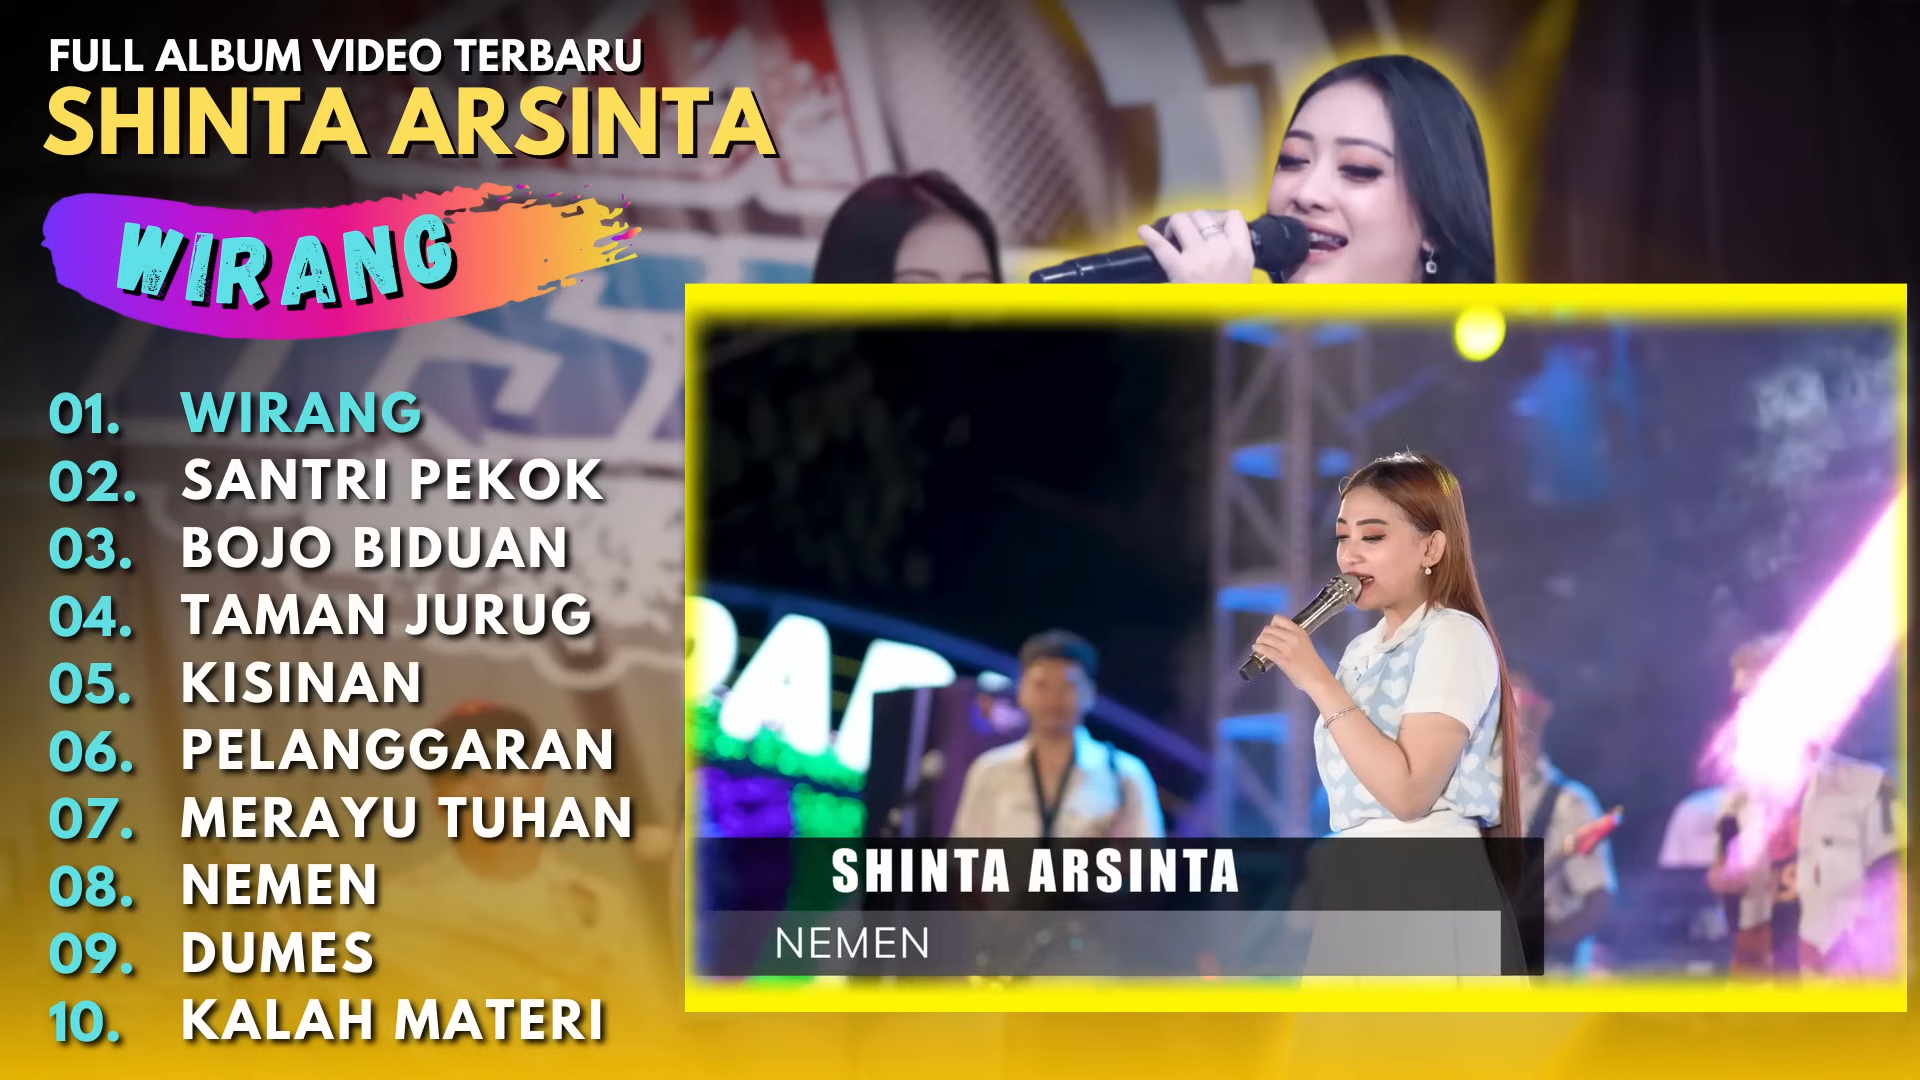 FULL ALBUM VIDEO TERBARU
SHINTA ARSINTA
WIRANG
01. WIRANG
02. SANTRI PEKOK
03. BOJO BIDUAN
04. TAMAN JURUG
05. KISINAN
06. PELANGGARAN
07. MERAYU TUHAN
08. NEMEN
09. DUMES
10. KALAH MATERI
SHINTA ARSINTA
NEMEN